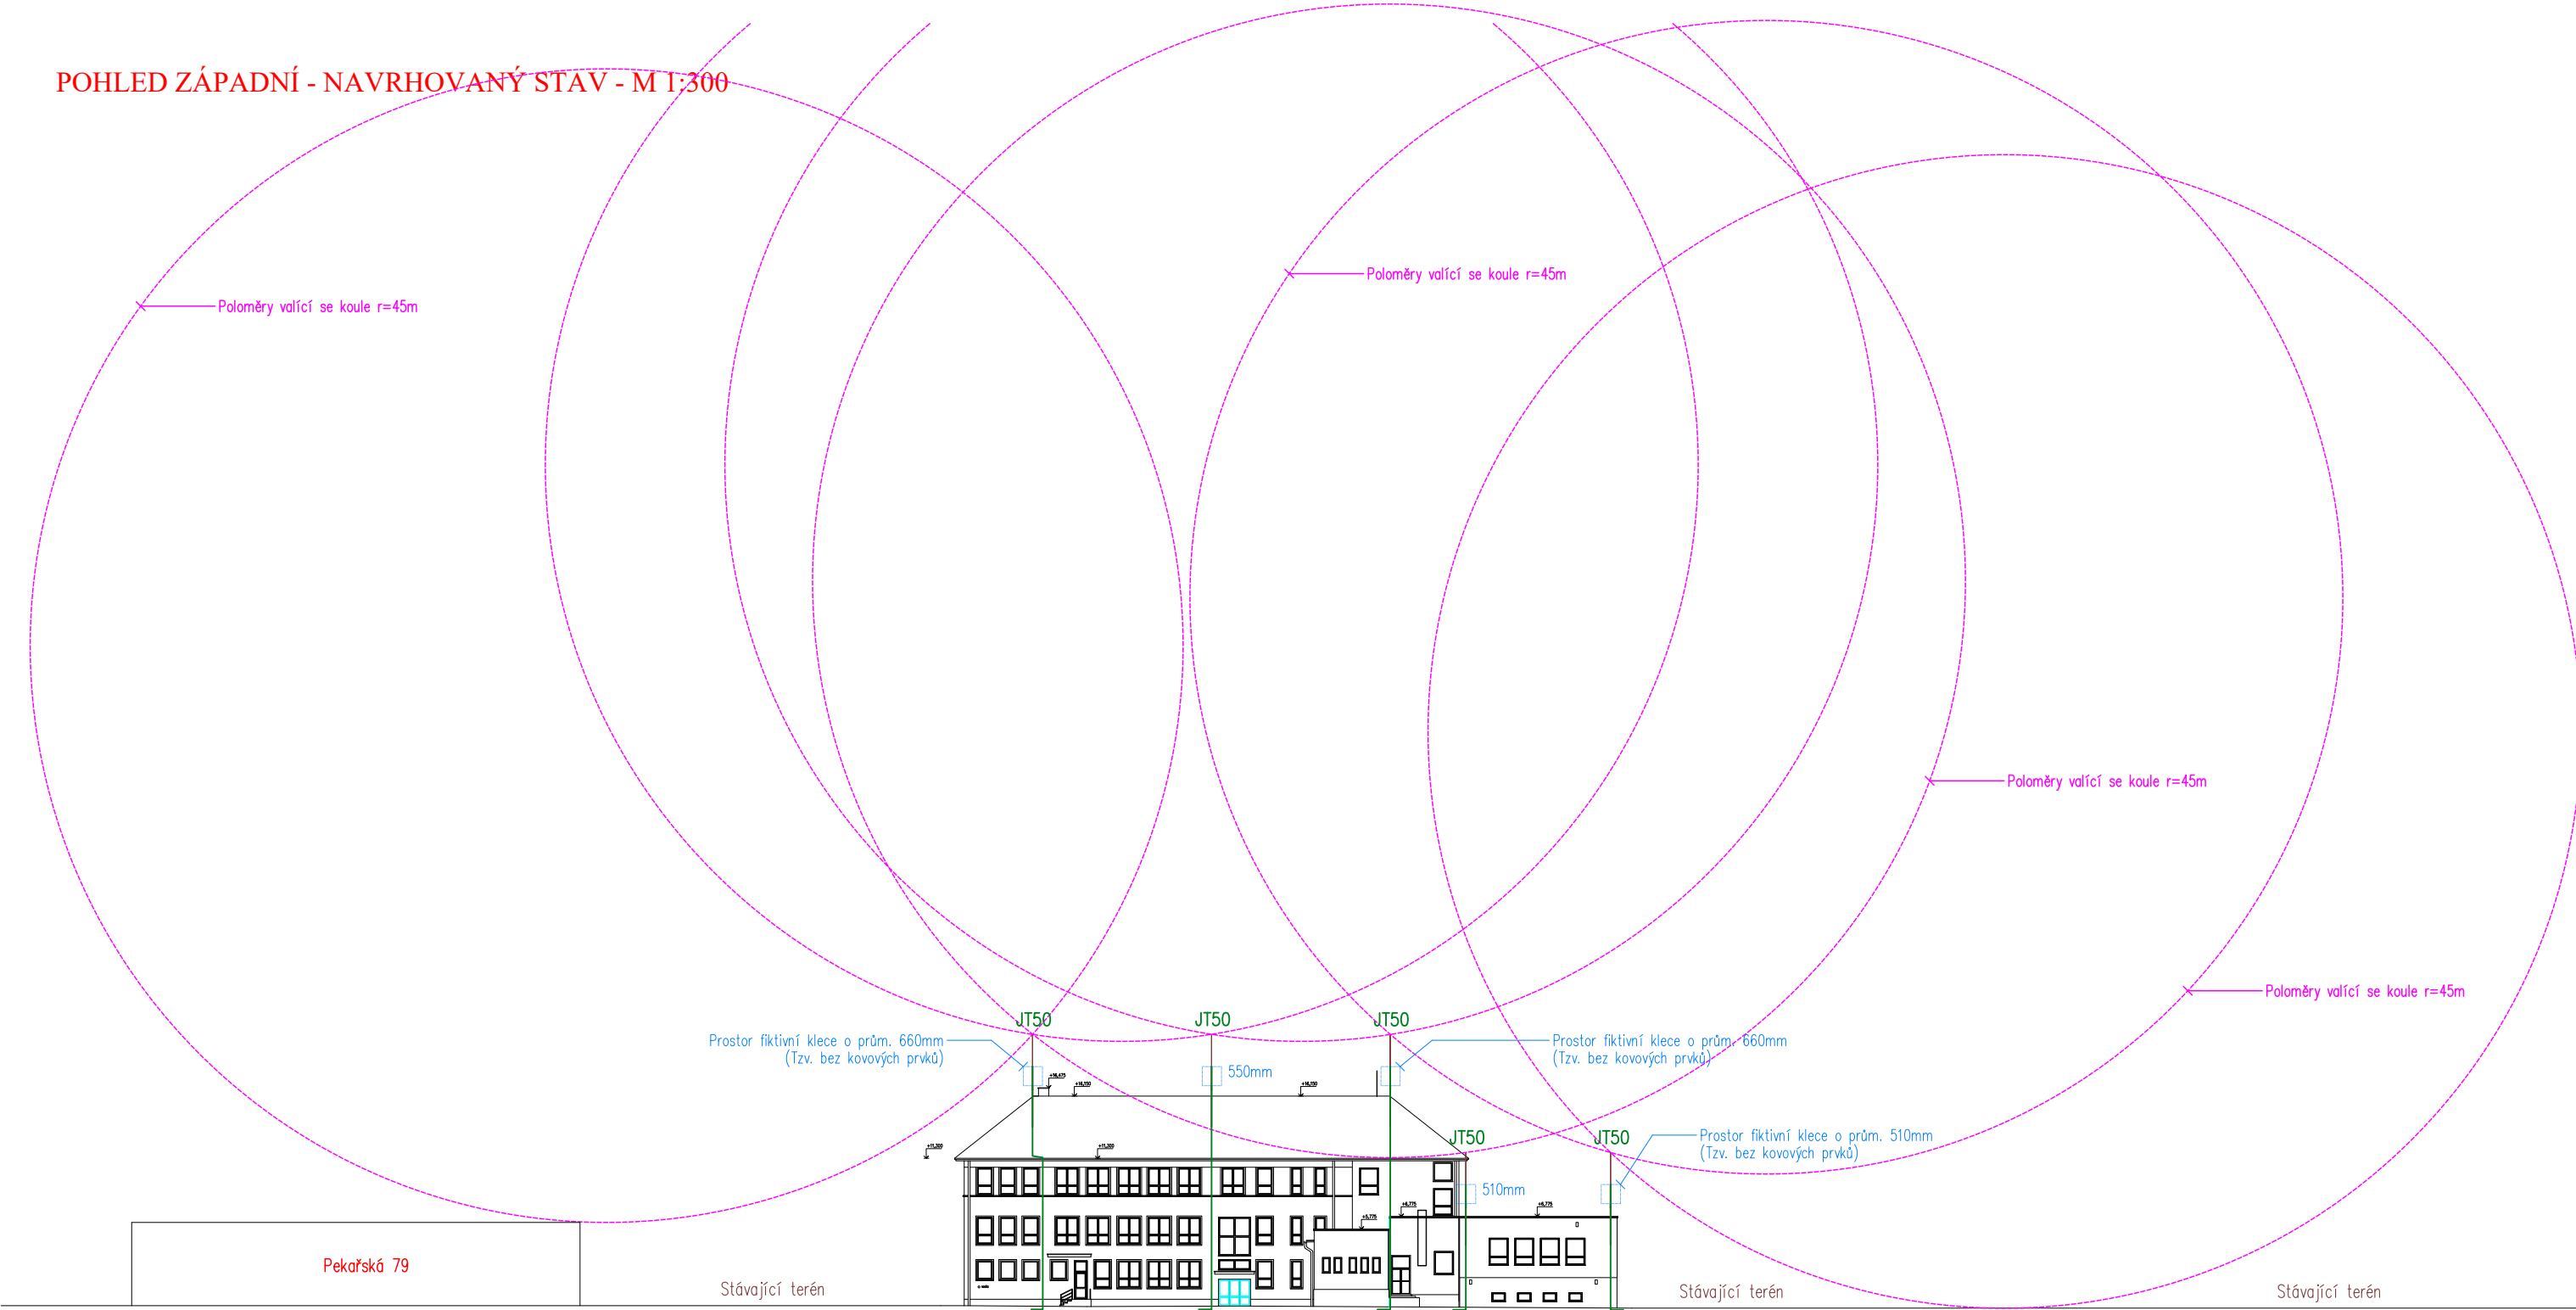 POHLED ZÁPADNÍ - NAVRHOVANÝ STAV - M 1:300
Poloměry valící se koule r=45m
Poloměry valící se koule r=45m
Poloměry valící se koule r=45m
Poloměry valící se koule r=45m
JT50
JT50
JT50
Prostor fiktivní klece o prům. 660mm
(Tzv. bez kovových prvků)
550mm
Prostor fiktivní klece o prům. 660mm
(Tzv. bez kovových prvků)
JT50
JT50
Prostor fiktivní klece o prům. 510mm
(Tzv. bez kovových prvků)
510mm
Pekařská 79
Stávající terén
Stávající terén
Stávající terén